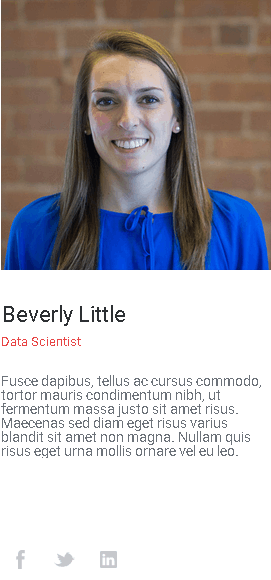 Beverly Little
Data Scientist
Fusce dapibus, tellus ac cursus commodo,
tortor mauris condimentum nibh, ut
fermentum massa justo sit amet risus.
Maecenas sed diam eget risus varius
blandit sit amet non magna. Nullam quis
risus eget urna mollis ornare vel eu leo.